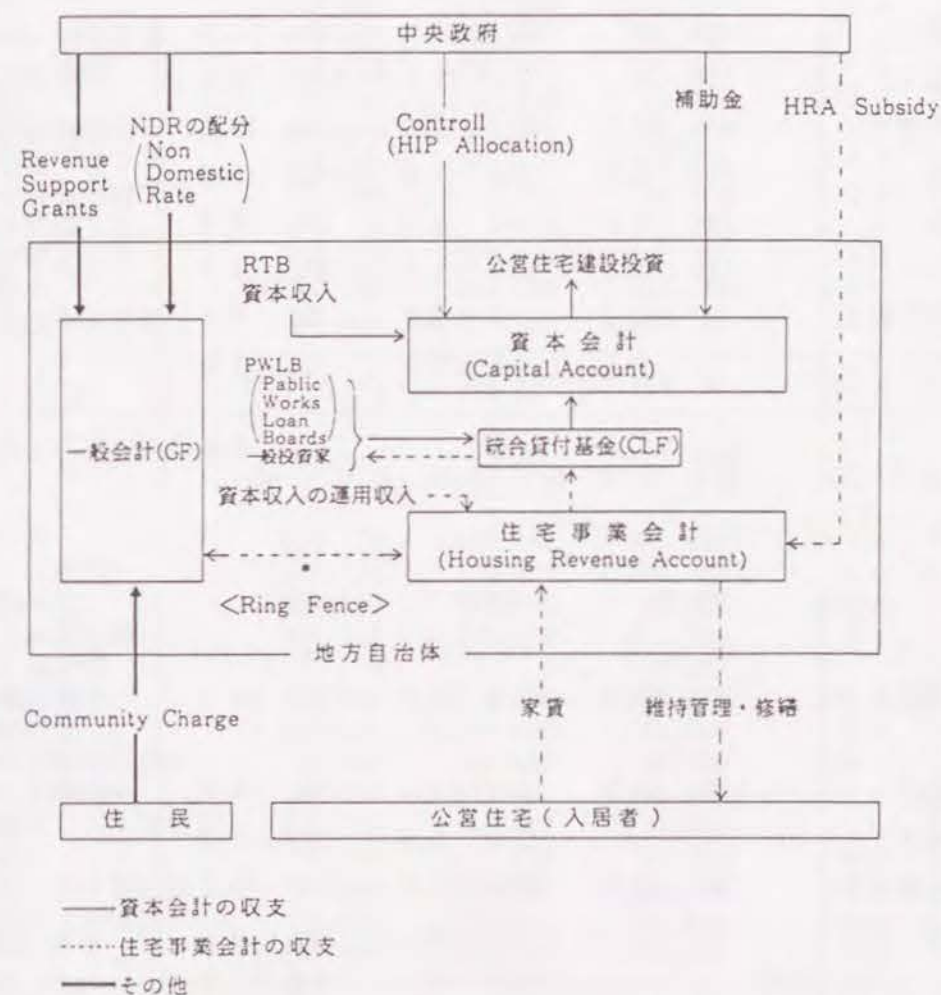 中央政府
補助金
HRA Subsidy
NDRの配分
(Non
Domestic
Rate)
Controll
(HIP Allocation)
Revenue
Support
Grants
RTB
資本収入
公営住宅建設投資
資本会計
(Capital Account)
PWLB
(Pablic
Works
Loan
Boards)
一般投資家
一般会計(GF)
統合貸付基金(CLF)
資本収入の運用収入
住宅事業会計
(Housing Revenue Account)
<Ring Fence>
地方自治体
Community Charge
家賃
維持管理・修繕
住民
公営住宅(入居者)
資本会計の収支
住宅事業会計の収支
その他